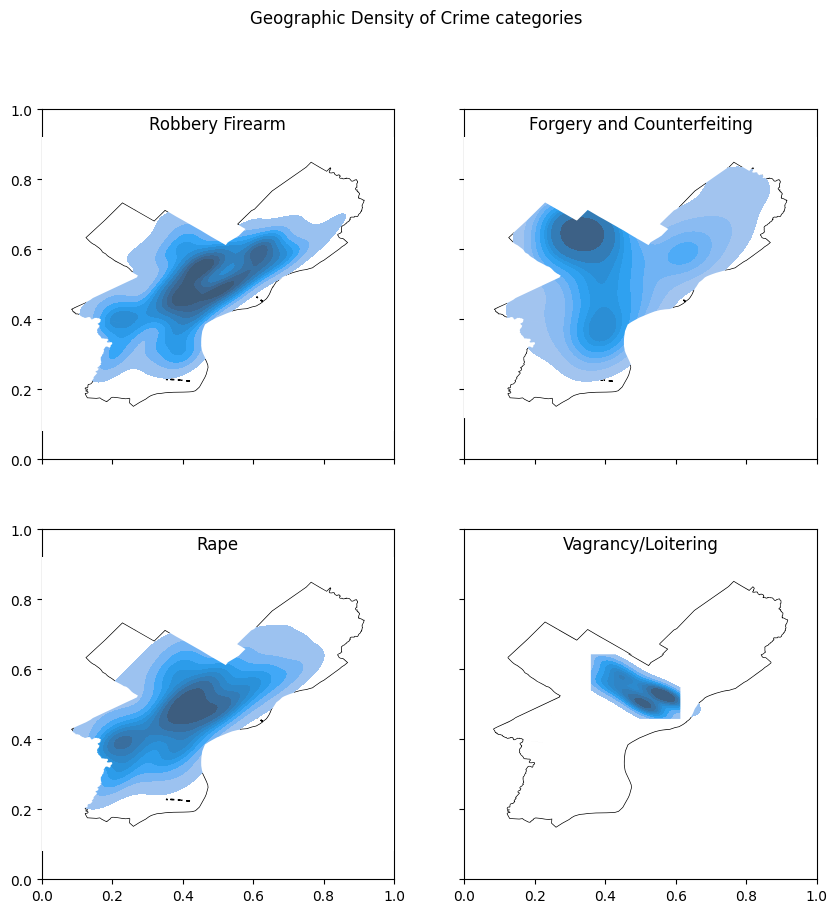 Geographic Density of Crime categories
Robbery Firearm
Forgery and Counterfeiting
1.0
0.8
0.6
0.4
0.2
0.0
Rape
Vagrancy/Loitering
1.0
0.8
0.6
0.4
0.2
0.0
0.0 0.2 0.4 0.6 0.8 1.0
0.0 0.2 0.4 0.6 0.8 1.0